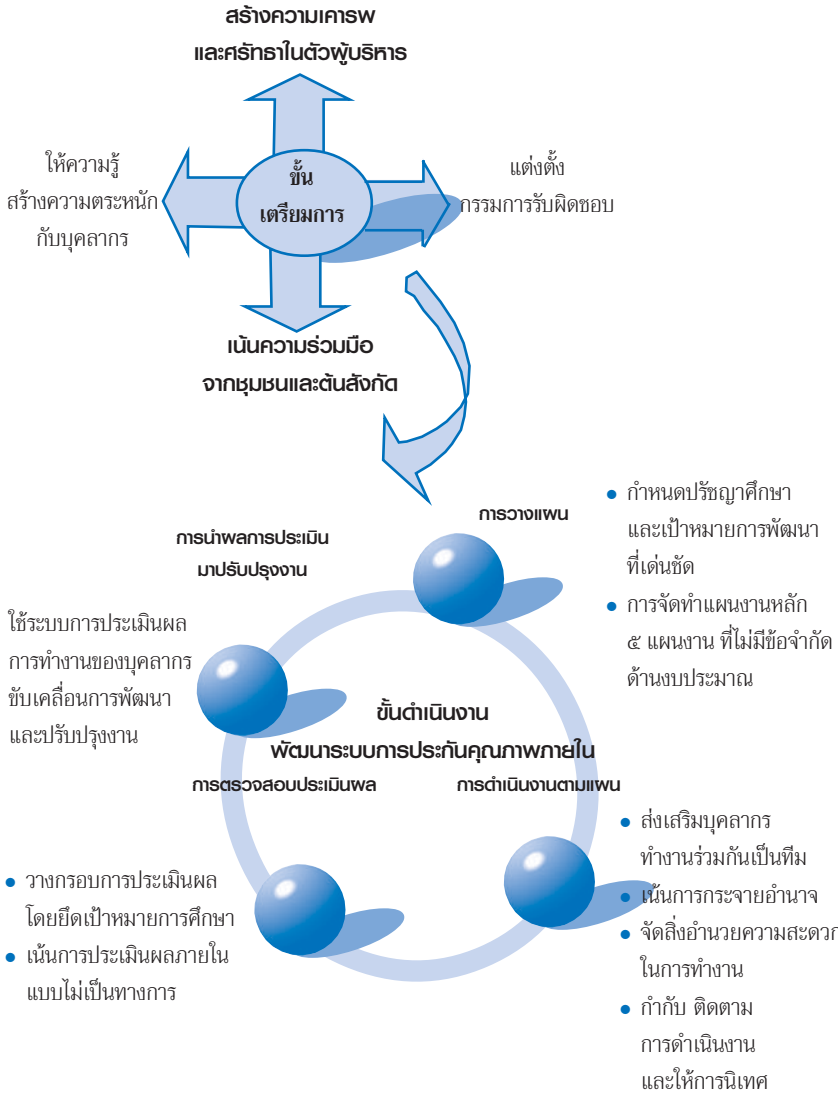 สร้างความเคารพ
และศรัทธาในตัวผู้บริหาร
ให้ความรู้
สร้างความตระหนัก
กับบุคลากร
ขั้น
เตรียมการ
แต่งตั้ง
กรรมการรับผิดชอบ
เน้นความร่วมมือ
จากชุมชนและต้นสังกัด
การวางแผน
• กำหนดปรัชญาศึกษา
และเป้าหมายการพัฒนา
ที่เด่นชัด
• การจัดทำแผนงานหลัก
๕ แผนงาน ที่ไม่มีข้อจำกัด
ด้านงบประมาณ
การนำผลการประเมิน
มาปรับปรุงงาน
ใช้ระบบการประเมินผล
การทำงานของบุคลากร
ขับเคลื่อนการพัฒนา
และปรับปรุงงาน
ขั้นดำเนินงาน
พัฒนาระบบการประกันคุณภาพภายใน
การตรวจสอบประเมินผล
การดำเนินงานตามแผน
• ส่งเสริมบุคลากร
ทำงานร่วมกันเป็นทีม
• เน้นการกระจายอำนาจ
• จัดสิ่งอำนวยความสะดวก
ในการทำงาน
• กำกับ ติดตาม
การดำเนินงาน
และให้การนิเทศ
• วางกรอบการประเมินผล
โดยยึดเป้าหมายการศึกษา
• เน้นการประเมินผลภายใน
แบบไม่เป็นทางการ